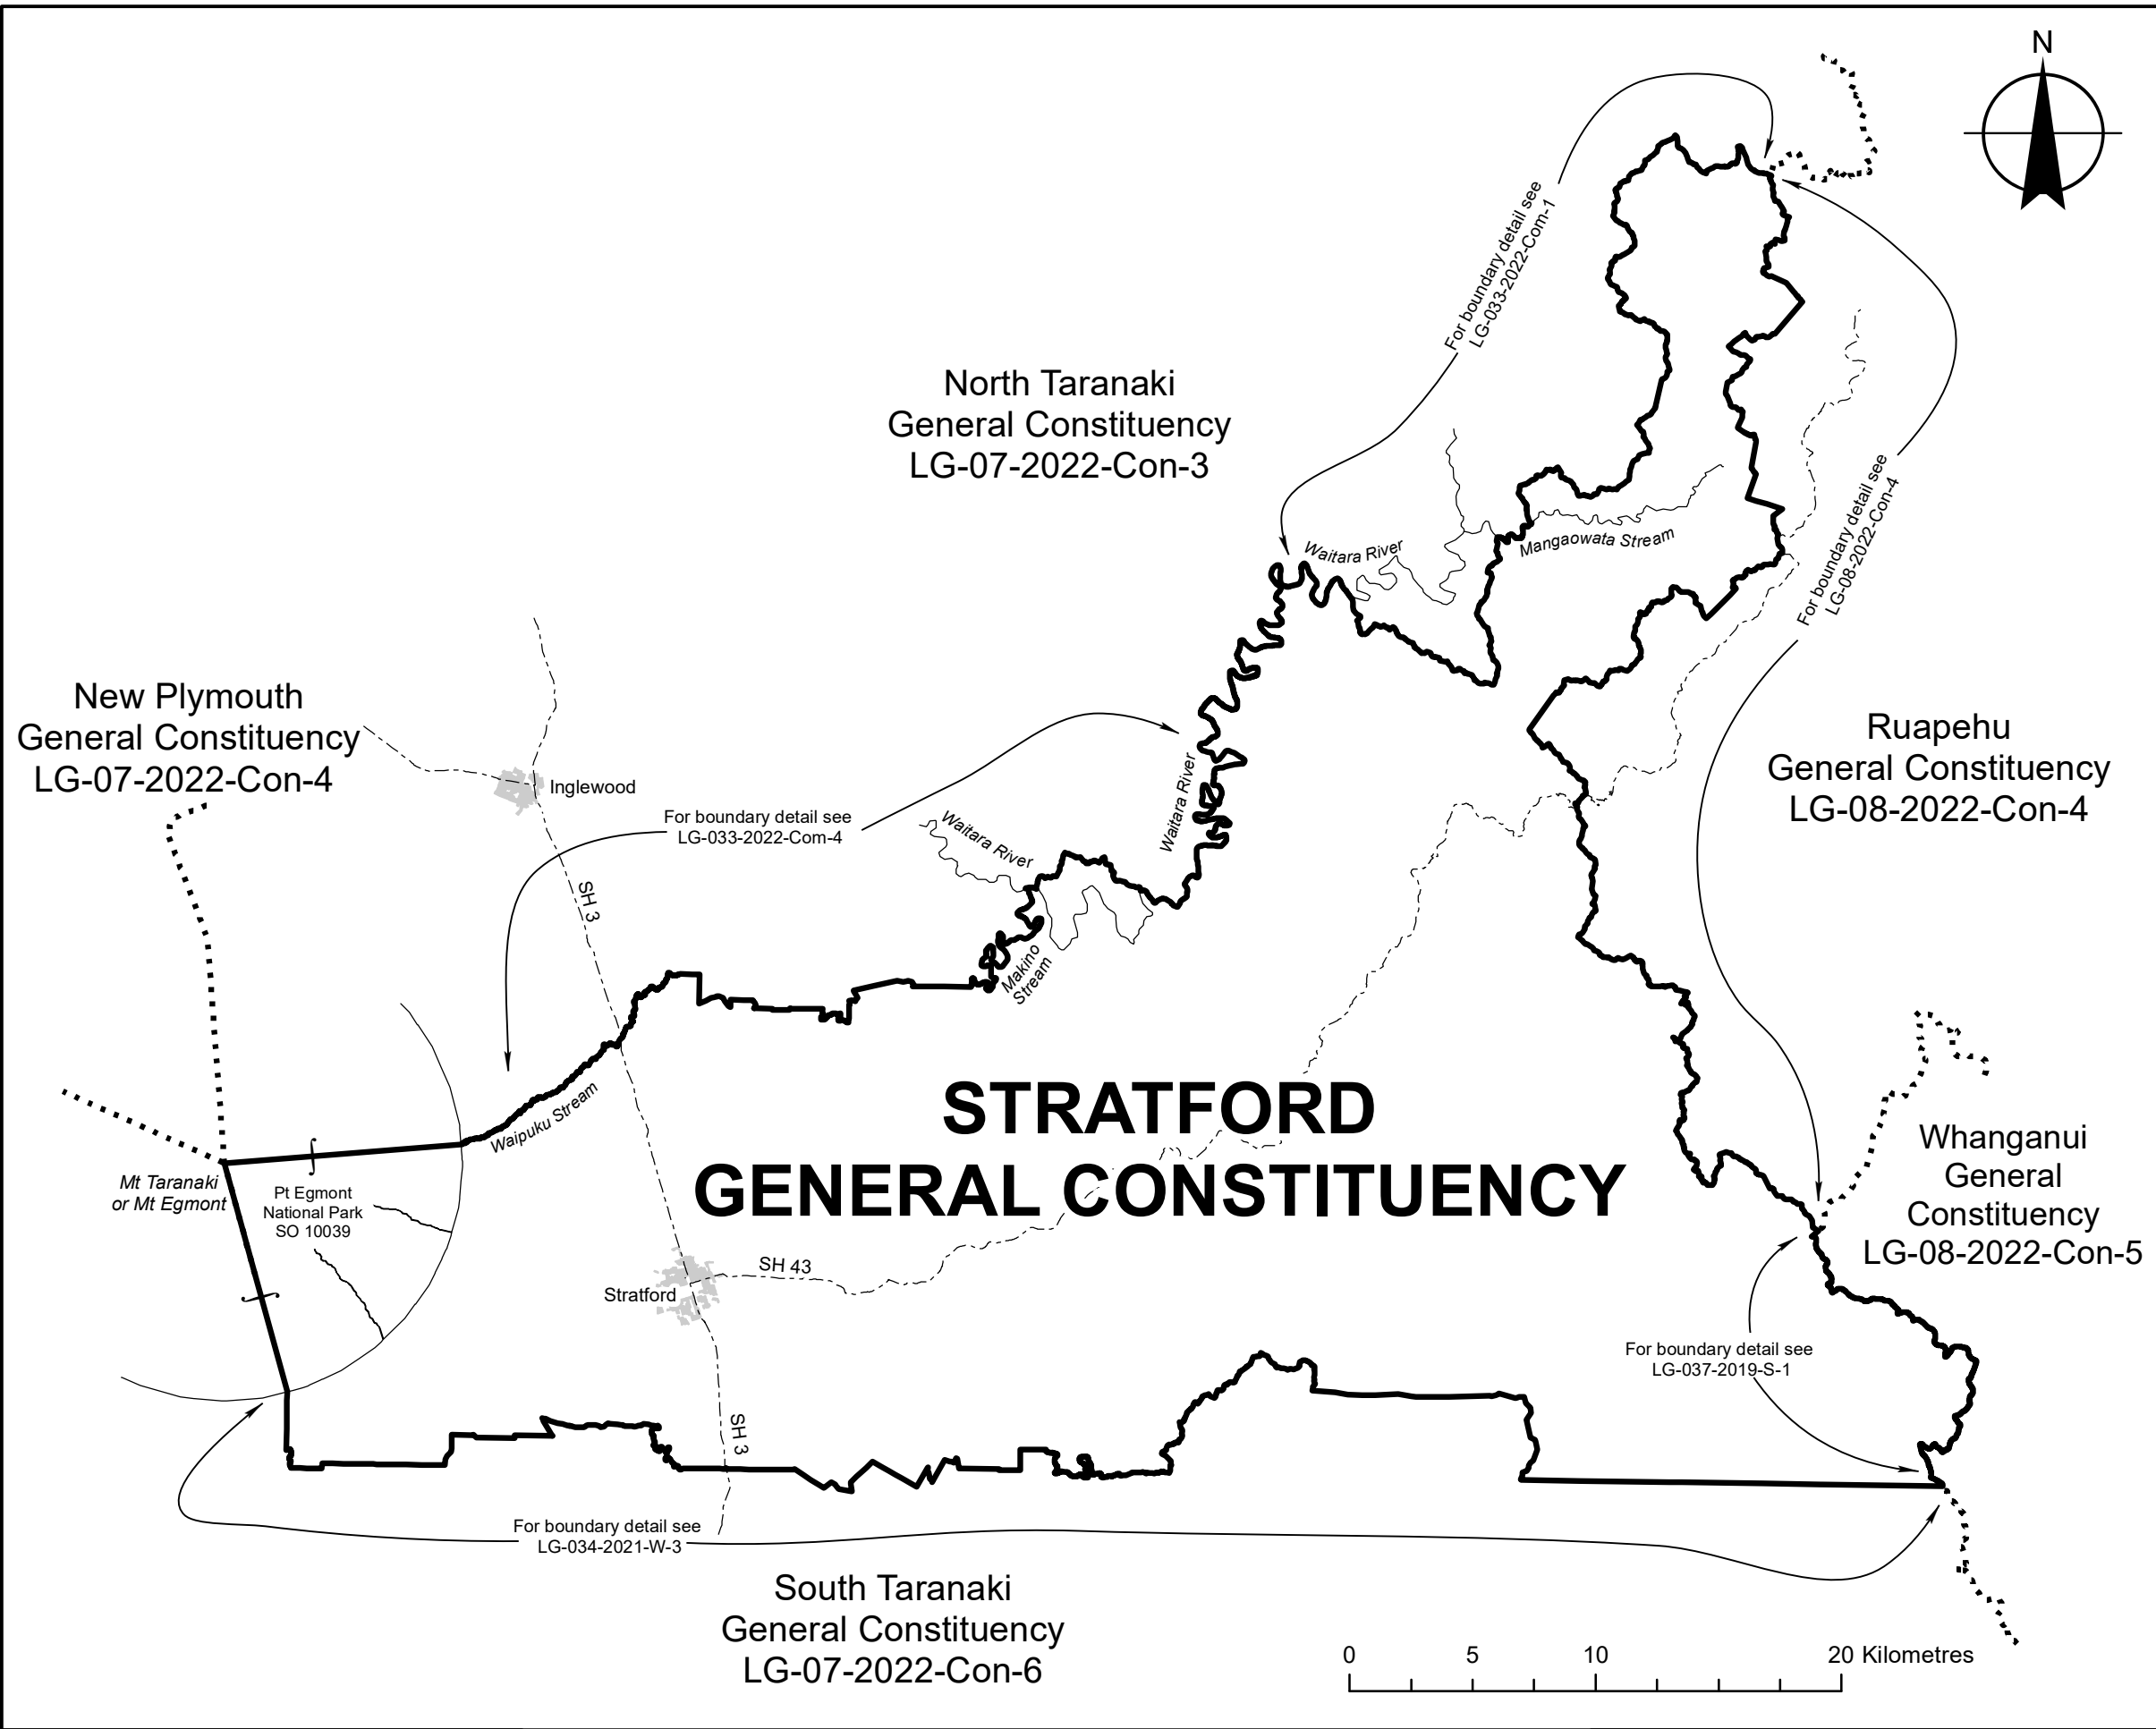 N
For boundary detail see
LG-033-2022-Com-1
North Taranaki
General Constituency
LG-07-2022-Con-3
For boundary detail see
LG-08-2022-Con-4
Waitara River
Mangaowata Stream
New Plymouth
General Constituency
LG-07-2022-Con-4
Inglewood
Ruapehu
General Constituency
LG-08-2022-Con-4
For boundary detail see
LG-033-2022-Com-4
Waitara River
Waitara River
SH 3
Makino
Stream
Waipuku Stream
STRATFORD
GENERAL CONSTITUENCY
Whanganui
General
Constituency
LG-08-2022-Con-5
Mt Taranaki
or Mt Egmont
Pt Egmont
National Park
SO 10039
SH 43
Stratford
For boundary detail see
LG-037-2019-S-1
SH 3
For boundary detail see
LG-034-2021-W-3
South Taranaki
General Constituency
LG-07-2022-Con-6
0 5 10 20 Kilometres